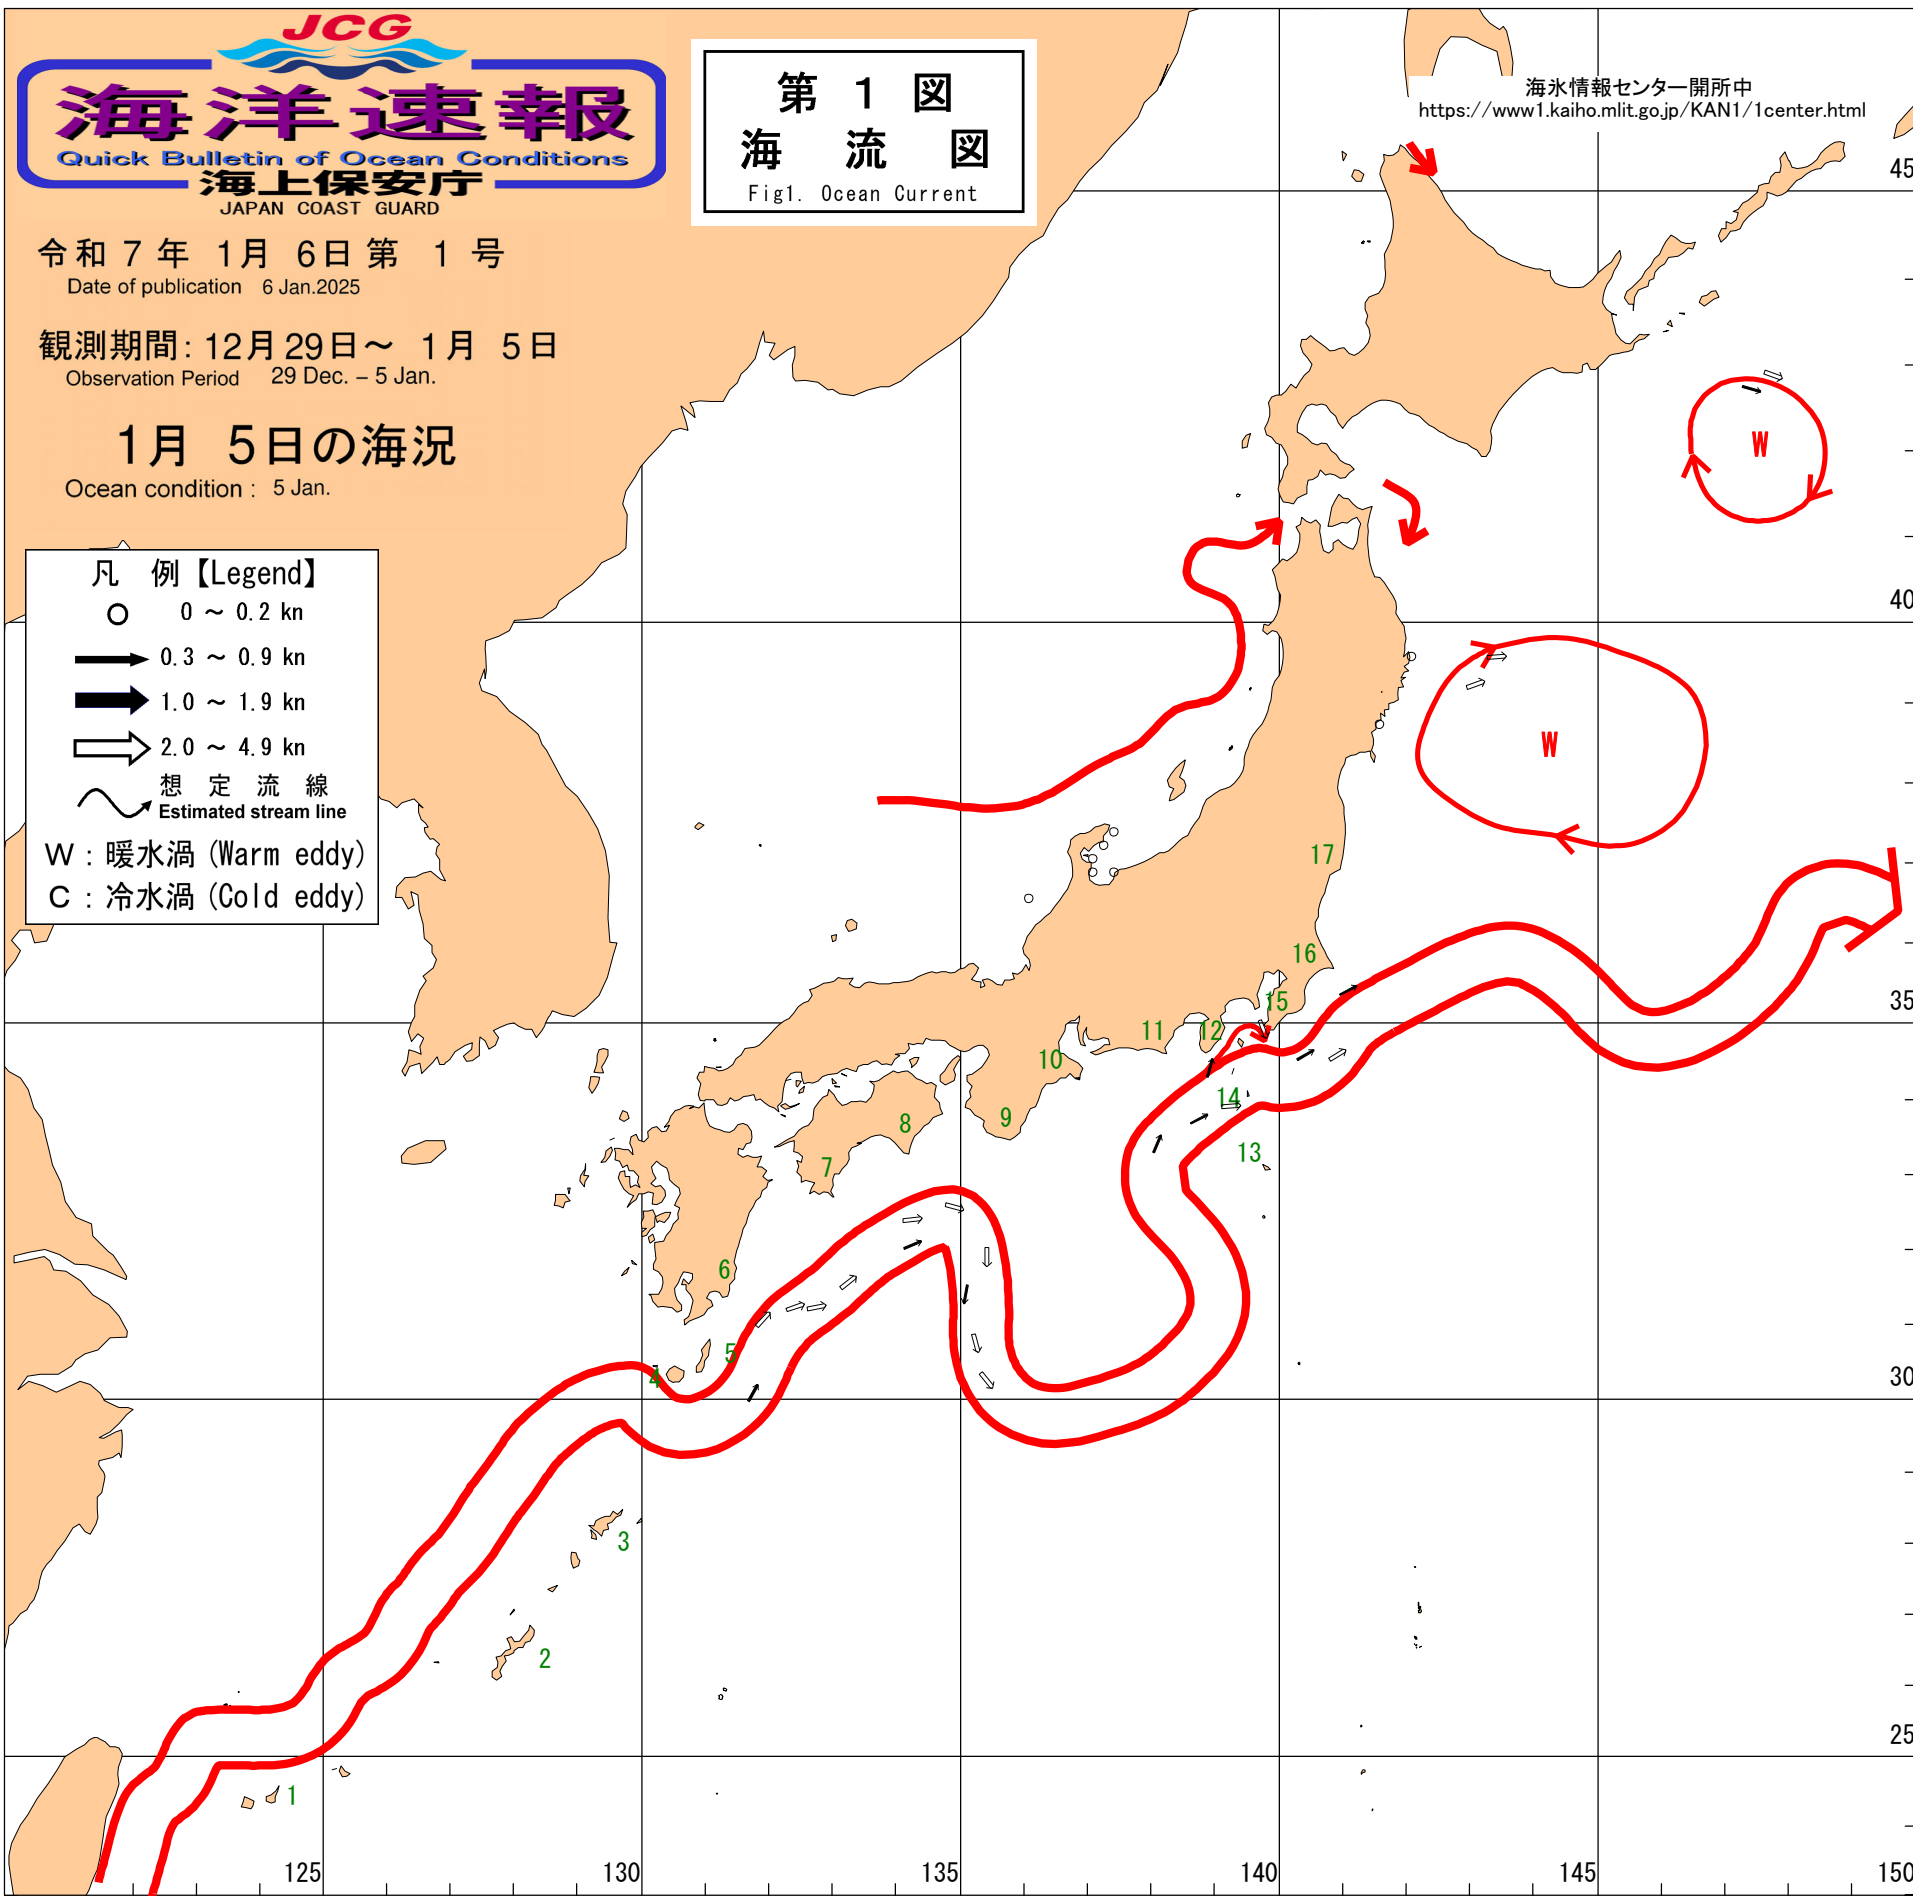 JCG
海洋速報
Quick Bulletin of Ocean Conditions
海上保安庁
JAPAN COAST GUARD
令和 7 年 1月 6日 第 1 号
Date of publication 6 Jan.2025
観測期間: 12月29日～ 1月 5日
Observation Period 29 Dec. – 5 Jan.
1月 5日の海況
Ocean condition : 5 Jan.
第 1 図
海 流 図
Fig1. Ocean Current
海氷情報センター開所中
https://www1.kaiho.mlit.go.jp/KAN1/1center.html
凡 例【Legend】
0 ～ 0.2 kn
0.3 ～ 0.9 kn
1.0 ～ 1.9 kn
2.0 ～ 4.9 kn
想 定 流 線
Estimated stream line
W : 暖水渦 (Warm eddy)
C : 冷水渦 (Cold eddy)
45
W
40
W
17
16
35
15
12
11
10
14
9
8
13
7
6
5
4
30
3
2
25
1
125
130
135
140
145
150